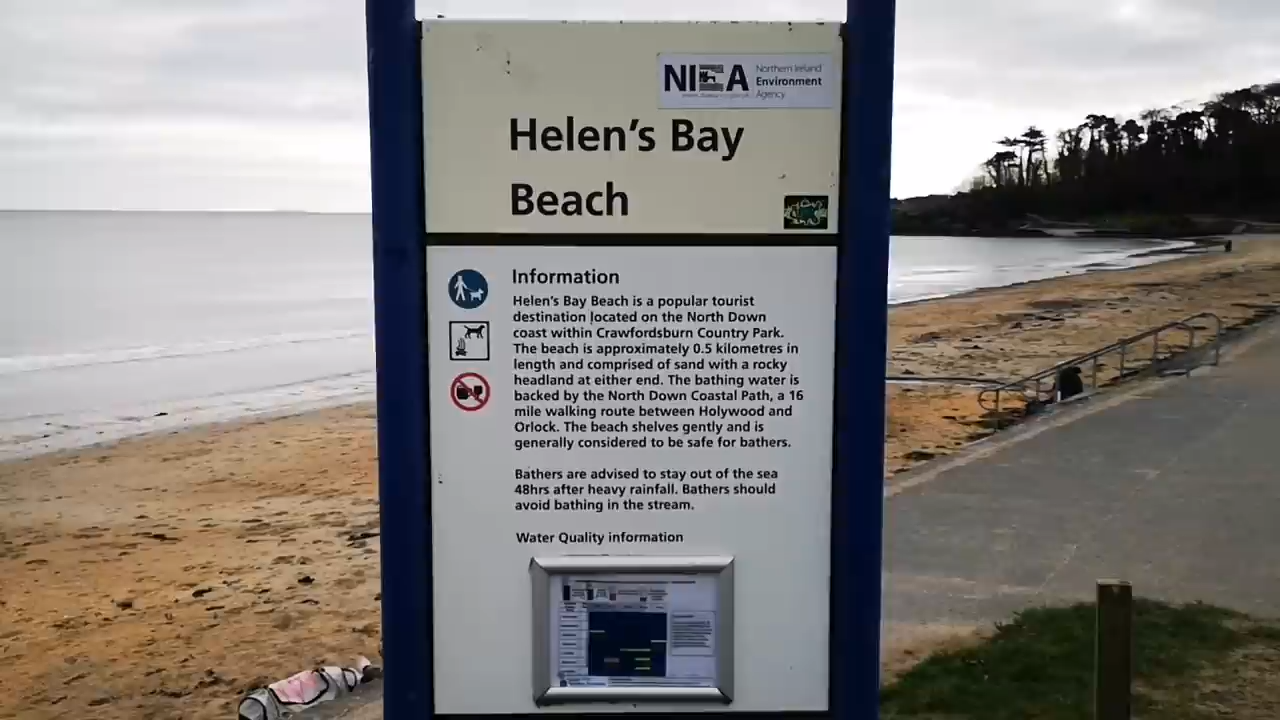 NIEA
Northern Ireland
Environment
Agency
Helen's Bay
Beach
Information
Helen's Bay Beach is a popular tourist
destination located on the North Down
coast within Crawfordsburn Country Park.
The beach is approximately 0.5 kilometres in
length and comprised of sand with a rocky
headland at either end. The bathing water is
backed by the North Down Coastal Path, a 16
mile walking route between Holywood and
Orlock. The beach shelves gently and is
generally considered to be safe for bathers.
Bathers are advised to stay out of the sea
48hrs after heavy rainfall. Bathers should
avoid bathing in the stream.
Water Quality information